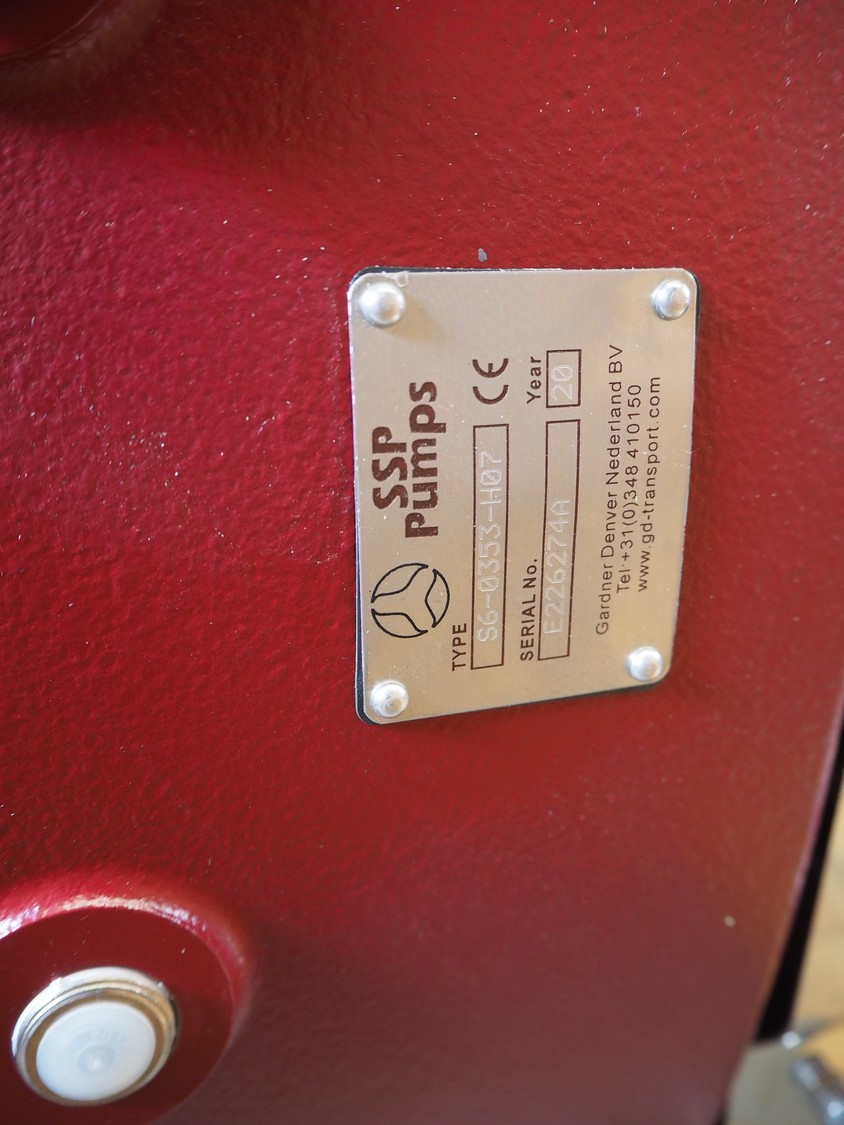 SSP
Pumps
TYPE
S6-0353-H07
CE
SERIAL No.
E226274A
Year
20
Gardner Denver Nederland BV
Tel +31(0)348 410150
www.gd-transport.com